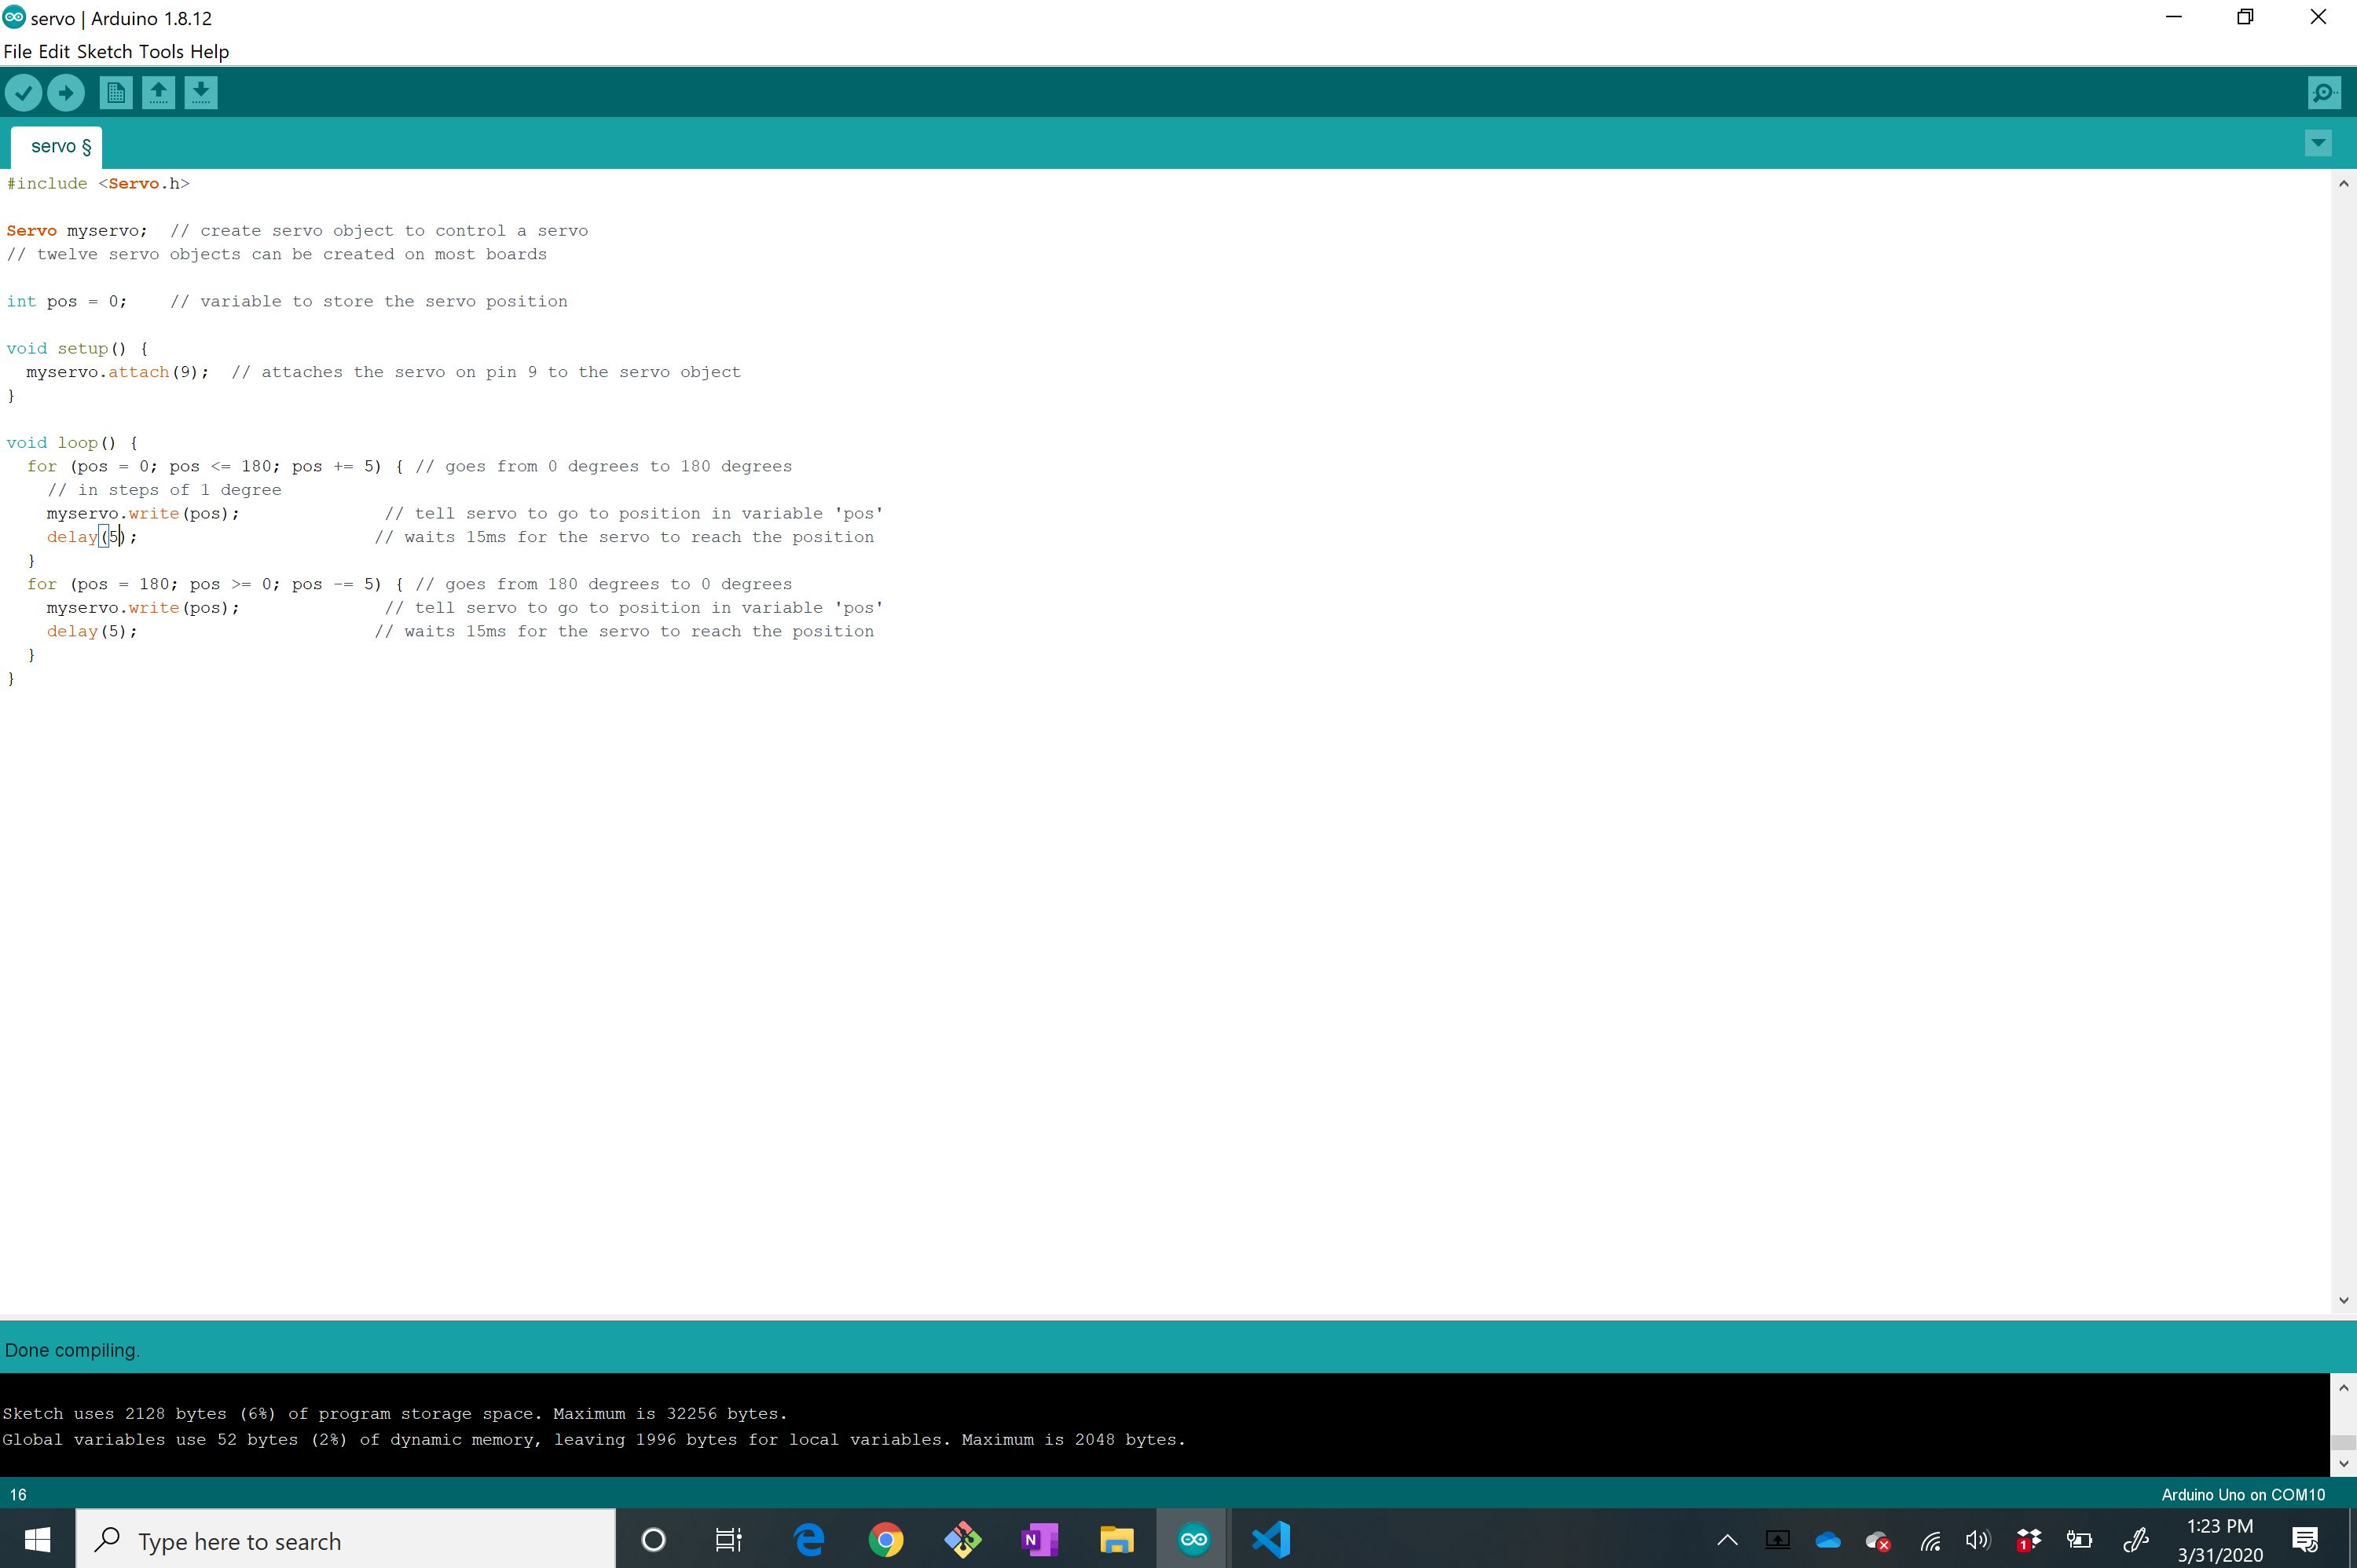 servo | Arduino 1.8.12
File Edit Sketch Tools Help
servo §
#include <Servo.h>
Servo myservo;  // create servo object to control a servo
// twelve servo objects can be created on most boards
int pos = 0;    // variable to store the servo position
void setup() {
  myservo.attach(9);  // attaches the servo on pin 9 to the servo object
}
void loop() {
  for (pos = 0; pos <= 180; pos += 5) { // goes from 0 degrees to 180 degrees
    // in steps of 1 degree
    myservo.write(pos);              // tell servo to go to position in variable 'pos'
    delay(5);                       // waits 15ms for the servo to reach the position
  }
  for (pos = 180; pos >= 0; pos -= 5) { // goes from 180 degrees to 0 degrees
    myservo.write(pos);              // tell servo to go to position in variable 'pos'
    delay(5);                       // waits 15ms for the servo to reach the position
  }
}
Done compiling.
Sketch uses 2128 bytes (6%) of program storage space. Maximum is 32256 bytes.
Global variables use 52 bytes (2%) of dynamic memory, leaving 1996 bytes for local variables. Maximum is 2048 bytes.
16
Arduino Uno on COM10
Type here to search
N
1
1:23 PM
3/31/2020